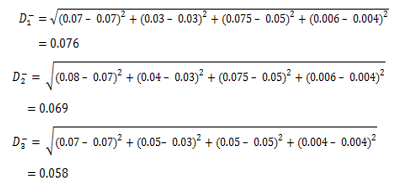 D₁⁻ = √(0.07 - 0.07)² + (0.03 - 0.03)² + (0.075 - 0.05)² + (0.006 - 0.004)²
= 0.076
D₂⁻ = √(0.08 - 0.07)² + (0.04 - 0.03)² + (0.075 - 0.05)² + (0.006 - 0.004)²
= 0.069
D₃⁻ = √(0.07 - 0.07)² + (0.05- 0.03)² + (0.05 - 0.05)² + (0.004 - 0.004)²
= 0.058